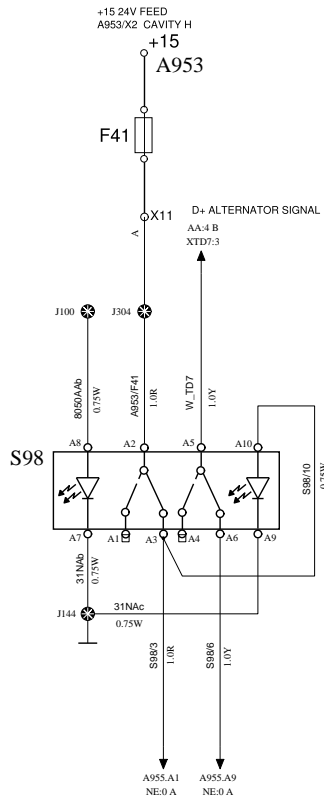 +15 24V FEED
A953/X2 CAVITY H
+15
A953
F41
X11
A
D+ ALTERNATOR SIGNAL
AA:4 B
XTD7:3
J100
J304
8050AAb
0.75W
A953/F41
1.0R
W_TD7
1.0Y
S98
A8
A2
A5
A10
S98/10
0.75W
A7
A1
A3
A4
A6
A9
31NAb
0.75W
J144
31NAc
0.75W
S98/3
1.0R
S98/6
1.0Y
A955.A1
NE:0 A
A955.A9
NE:0 A